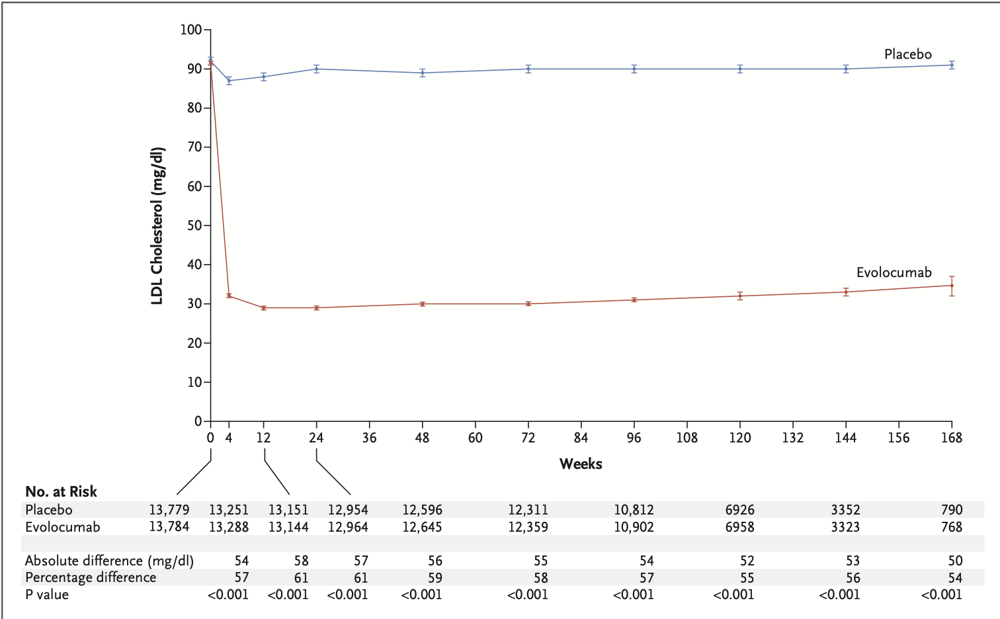 100
Placebo
90
80
70
60
50
LDL Cholesterol (mg/dl)
40
Evolocumab
30
20
10
0
0 4 12 24 36 48 60 72 84 96 108 120 132 144 156 168
Weeks
No. at Risk
Placebo 13,779 13,251 13,151 12,954 12,596 12,311 10,812 6926 3352 790
Evolocumab 13,784 13,288 13,144 12,964 12,645 12,359 10,902 6958 3323 768
Absolute difference (mg/dl) 54 58 57 56 55 54 52 53 50
Percentage difference 57 61 61 59 58 57 55 56 54
P value <0.001 <0.001 <0.001 <0.001 <0.001 <0.001 <0.001 <0.001 <0.001